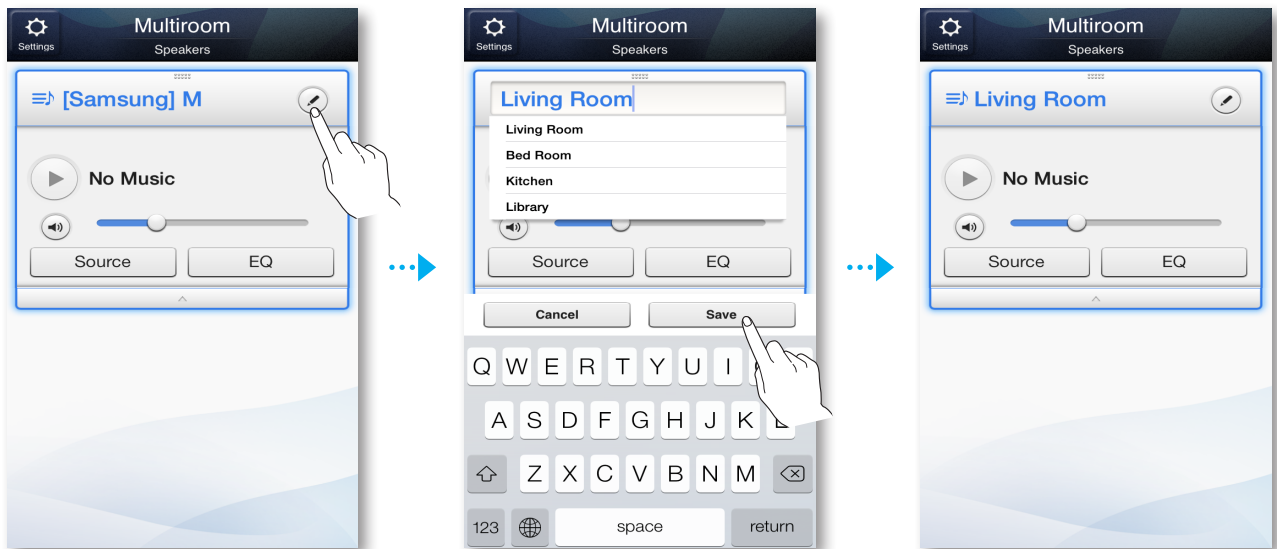 Multiroom
Settings
Speakers
[Samsung] M
No Music
Source EQ
Multiroom
Settings
Speakers
Living Room
Living Room
Bed Room
Kitchen
Library
Source EQ
Cancel Save
Q W E R T Y U I
A S D F G H J K L
Z X C V B N M
123 space return
Multiroom
Settings
Speakers
Living Room
No Music
Source EQ